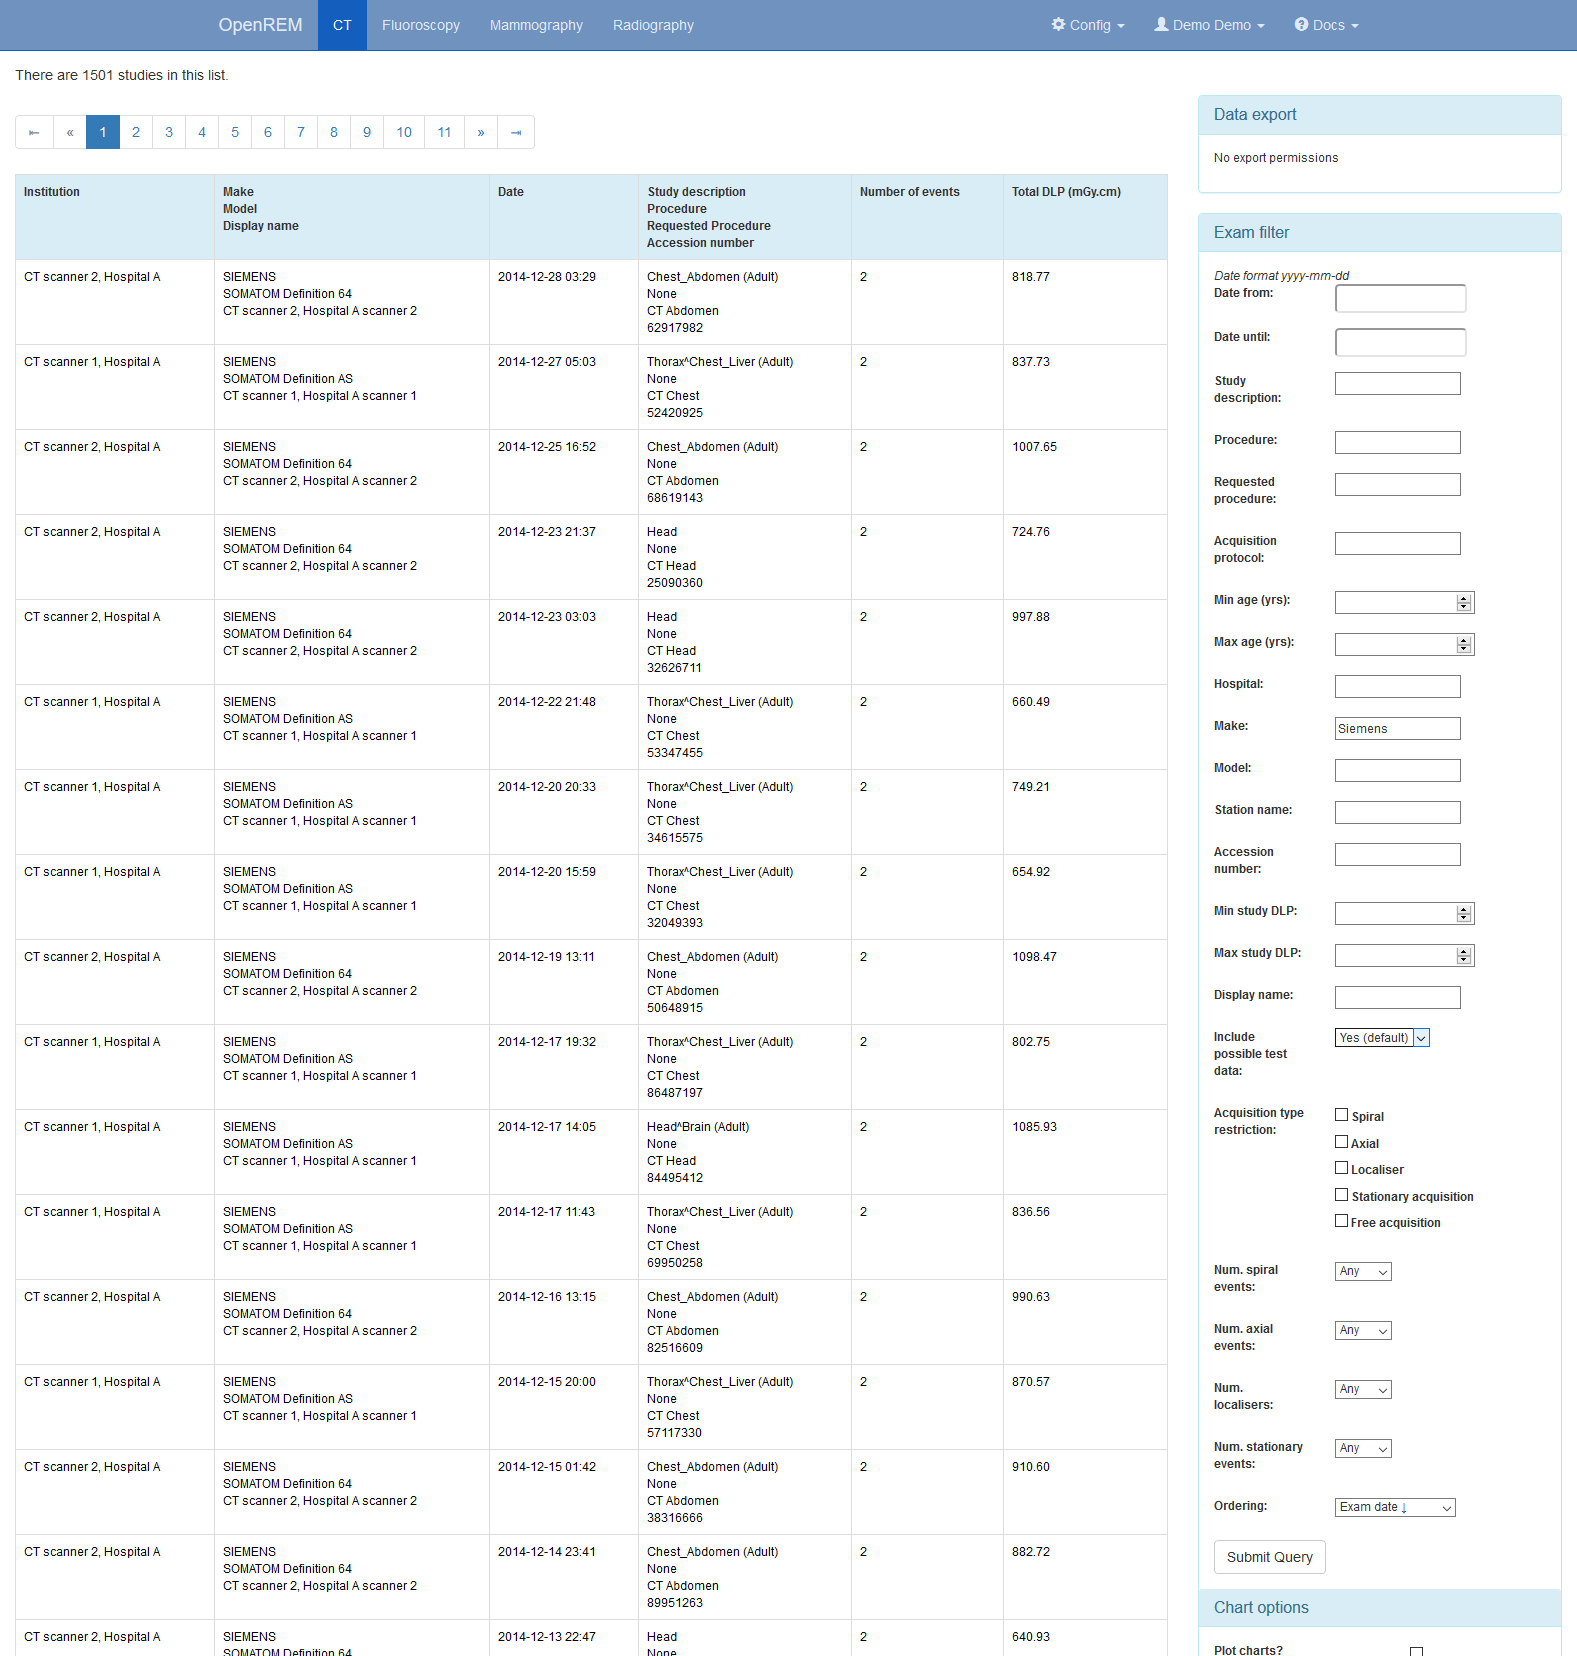 OpenREM CT Fluoroscopy Mammography Radiography Config Demo Demo Docs
There are 1501 studies in this list.
⇤ « 1 2 3 4 5 6 7 8 9 10 11 » ⇥
Institution Make Date Study description Number of events Total DLP (mGy.cm)
Model Procedure
Display name Requested Procedure
Accession number
CT scanner 2, Hospital A SIEMENS 2014-12-28 03:29 Chest_Abdomen (Adult) 2 818.77
SOMATOM Definition 64 None
CT scanner 2, Hospital A scanner 2 CT Abdomen
62917982
CT scanner 1, Hospital A SIEMENS 2014-12-27 05:03 Thorax^Chest_Liver (Adult) 2 837.73
SOMATOM Definition AS None
CT scanner 1, Hospital A scanner 1 CT Chest
52420925
CT scanner 2, Hospital A SIEMENS 2014-12-25 16:52 Chest_Abdomen (Adult) 2 1007.65
SOMATOM Definition 64 None
CT scanner 2, Hospital A scanner 2 CT Abdomen
68619143
CT scanner 2, Hospital A SIEMENS 2014-12-23 21:37 Head 2 724.76
SOMATOM Definition 64 None
CT scanner 2, Hospital A scanner 2 CT Head
25090360
CT scanner 2, Hospital A SIEMENS 2014-12-23 03:03 Head 2 997.88
SOMATOM Definition 64 None
CT scanner 2, Hospital A scanner 2 CT Head
32626711
CT scanner 1, Hospital A SIEMENS 2014-12-22 21:48 Thorax^Chest_Liver (Adult) 2 660.49
SOMATOM Definition AS None
CT scanner 1, Hospital A scanner 1 CT Chest
53347455
CT scanner 1, Hospital A SIEMENS 2014-12-20 20:33 Thorax^Chest_Liver (Adult) 2 749.21
SOMATOM Definition AS None
CT scanner 1, Hospital A scanner 1 CT Chest
34615575
CT scanner 1, Hospital A SIEMENS 2014-12-20 15:59 Thorax^Chest_Liver (Adult) 2 654.92
SOMATOM Definition AS None
CT scanner 1, Hospital A scanner 1 CT Chest
32049393
CT scanner 2, Hospital A SIEMENS 2014-12-19 13:11 Chest_Abdomen (Adult) 2 1098.47
SOMATOM Definition 64 None
CT scanner 2, Hospital A scanner 2 CT Abdomen
50648915
CT scanner 1, Hospital A SIEMENS 2014-12-17 19:32 Thorax^Chest_Liver (Adult) 2 802.75
SOMATOM Definition AS None
CT scanner 1, Hospital A scanner 1 CT Chest
86487197
CT scanner 1, Hospital A SIEMENS 2014-12-17 14:05 Head^Brain (Adult) 2 1085.93
SOMATOM Definition AS None
CT scanner 1, Hospital A scanner 1 CT Head
84495412
CT scanner 1, Hospital A SIEMENS 2014-12-17 11:43 Thorax^Chest_Liver (Adult) 2 836.56
SOMATOM Definition AS None
CT scanner 1, Hospital A scanner 1 CT Chest
69950258
CT scanner 2, Hospital A SIEMENS 2014-12-16 13:15 Chest_Abdomen (Adult) 2 990.63
SOMATOM Definition 64 None
CT scanner 2, Hospital A scanner 2 CT Abdomen
82516609
CT scanner 1, Hospital A SIEMENS 2014-12-15 20:00 Thorax^Chest_Liver (Adult) 2 870.57
SOMATOM Definition AS None
CT scanner 1, Hospital A scanner 1 CT Chest
57117330
CT scanner 2, Hospital A SIEMENS 2014-12-15 01:42 Chest_Abdomen (Adult) 2 910.60
SOMATOM Definition 64 None
CT scanner 2, Hospital A scanner 2 CT Abdomen
38316666
CT scanner 2, Hospital A SIEMENS 2014-12-14 23:41 Chest_Abdomen (Adult) 2 882.72
SOMATOM Definition 64 None
CT scanner 2, Hospital A scanner 2 CT Abdomen
89951263
CT scanner 2, Hospital A SIEMENS 2014-12-13 22:47 Head 2 640.93
SOMATOM Definition 64 None
Data export
No export permissions
Exam filter
Date format yyyy-mm-dd
Date from:
Date until:
Study
description:
Procedure:
Requested
procedure:
Acquisition
protocol:
Min age (yrs):
Max age (yrs):
Hospital:
Make: Siemens
Model:
Station name:
Accession
number:
Min study DLP:
Max study DLP:
Display name:
Include Yes (default)
possible test
data:
Acquisition type Spiral
restriction:
Axial
Localiser
Stationary acquisition
Free acquisition
Num. spiral Any
events:
Num. axial Any
events:
Num. Any
localisers:
Num. stationary Any
events:
Ordering: Exam date ↓
Submit Query
Chart options
Plot charts?